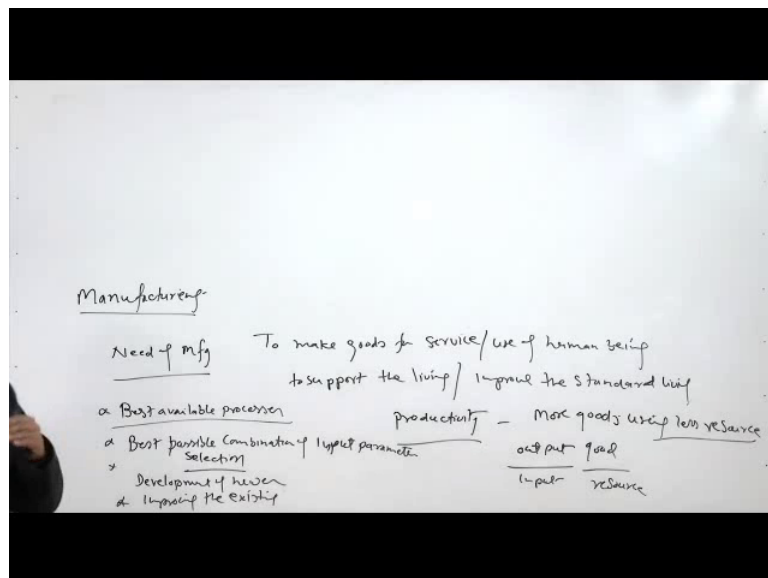 Manufacturing
Need of Mfg
To make goods for service/use of human being
to support the living/ improve the standard living
α Best available processes
α Best possible combination of input parameter
selection
* Development of newer
α Improving the existing
productivity – More goods using less resource
output good
input resource